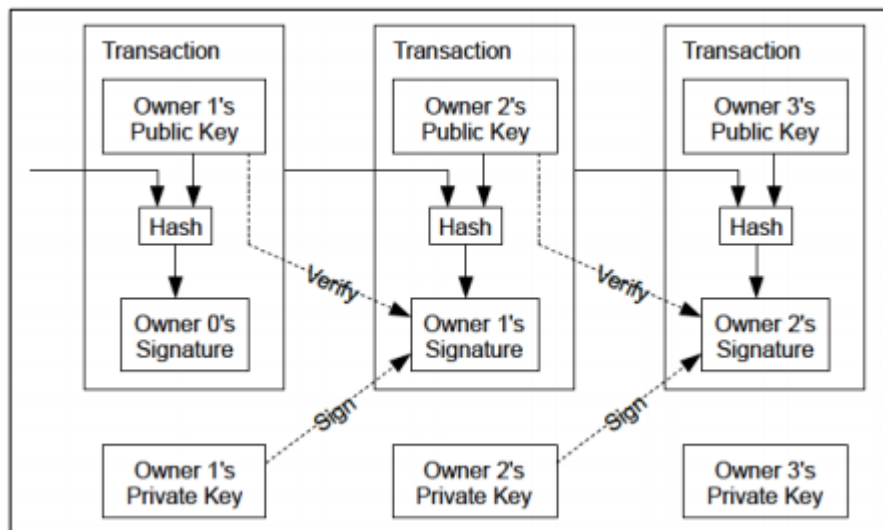 Transaction
Transaction
Transaction
Owner 1's
Public Key
Owner 2's
Public Key
Owner 3's
Public Key
Hash
Hash
Hash
Verify
Verify
Owner 0's
Signature
Owner 1's
Signature
Owner 2's
Signature
Sign
Sign
Owner 1's
Private Key
Owner 2's
Private Key
Owner 3's
Private Key